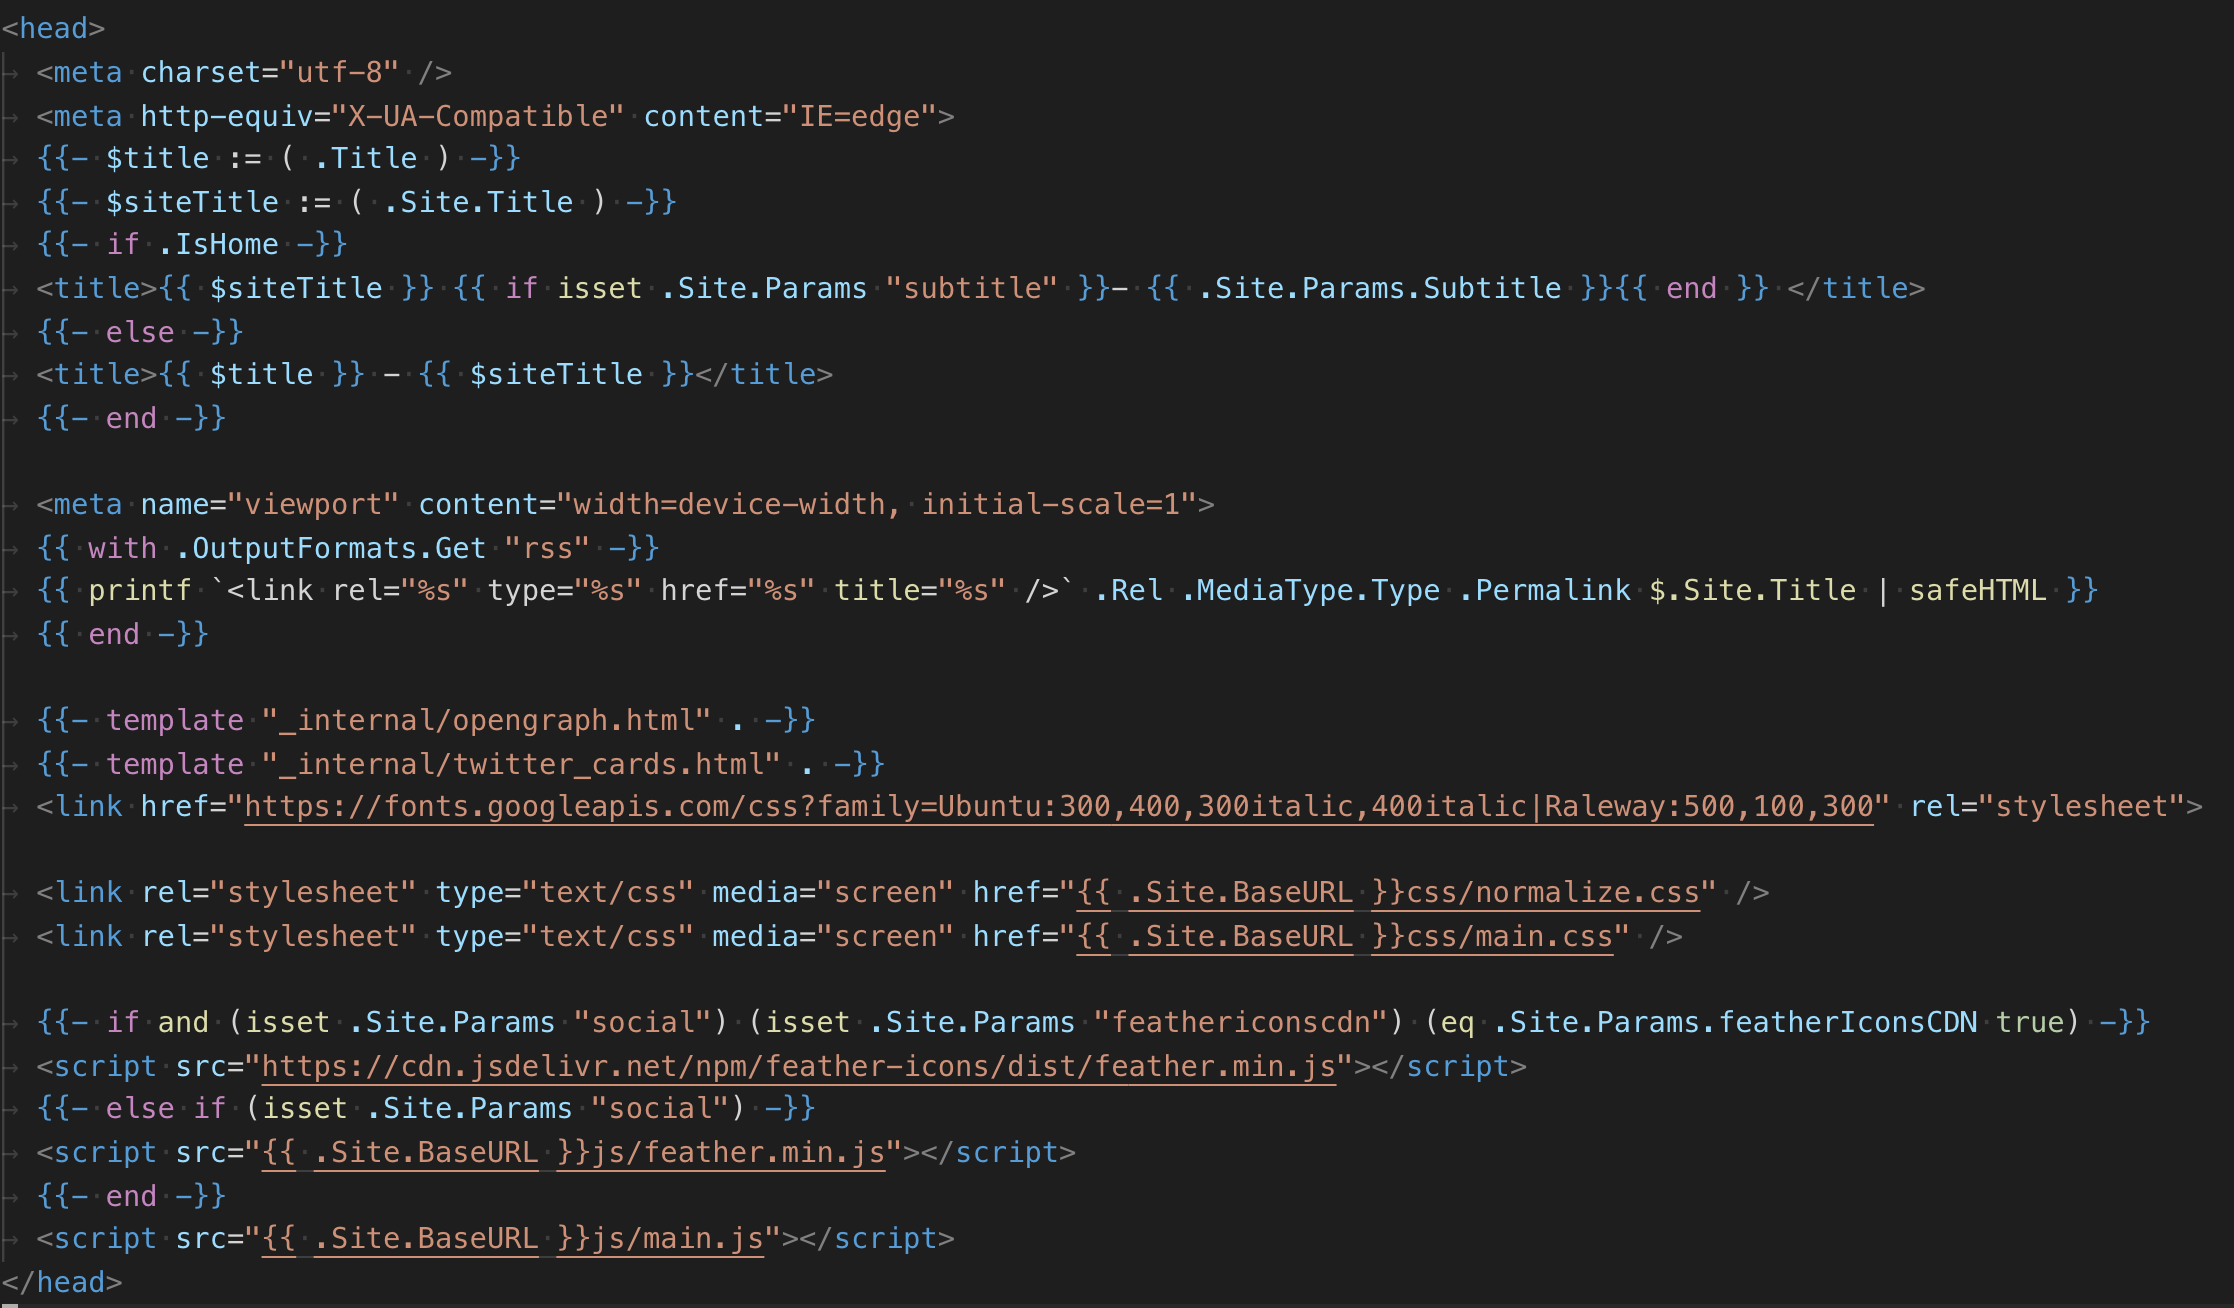 <head>
	<meta charset="utf-8" />
	<meta http-equiv="X-UA-Compatible" content="IE=edge">
	{{- $title := ( .Title ) -}}
	{{- $siteTitle := ( .Site.Title ) -}}
	{{- if .IsHome -}}
	<title>{{ $siteTitle }} {{ if isset .Site.Params "subtitle" }}- {{ .Site.Params.Subtitle }}{{ end }} </title>
	{{- else -}}
	<title>{{ $title }} - {{ $siteTitle }}</title>
	{{- end -}}

	<meta name="viewport" content="width=device-width, initial-scale=1">
	{{ with .OutputFormats.Get "rss" -}}
	{{ printf `<link rel="%s" type="%s" href="%s" title="%s" />` .Rel .MediaType.Type .Permalink $.Site.Title | safeHTML }}
	{{ end -}}

	{{- template "_internal/opengraph.html" . -}}
	{{- template "_internal/twitter_cards.html" . -}}
	<link href="https://fonts.googleapis.com/css?family=Ubuntu:300,400,300italic,400italic|Raleway:500,100,300" rel="stylesheet">

	<link rel="stylesheet" type="text/css" media="screen" href="{{ .Site.BaseURL }}css/normalize.css" />
	<link rel="stylesheet" type="text/css" media="screen" href="{{ .Site.BaseURL }}css/main.css" />

	{{- if and (isset .Site.Params "social") (isset .Site.Params "feathericonscdn") (eq .Site.Params.featherIconsCDN true) -}}
	<script src="https://cdn.jsdelivr.net/npm/feather-icons/dist/feather.min.js"></script>
	{{- else if (isset .Site.Params "social") -}}
	<script src="{{ .Site.BaseURL }}js/feather.min.js"></script>
	{{- end -}}
	<script src="{{ .Site.BaseURL }}js/main.js"></script>
</head>